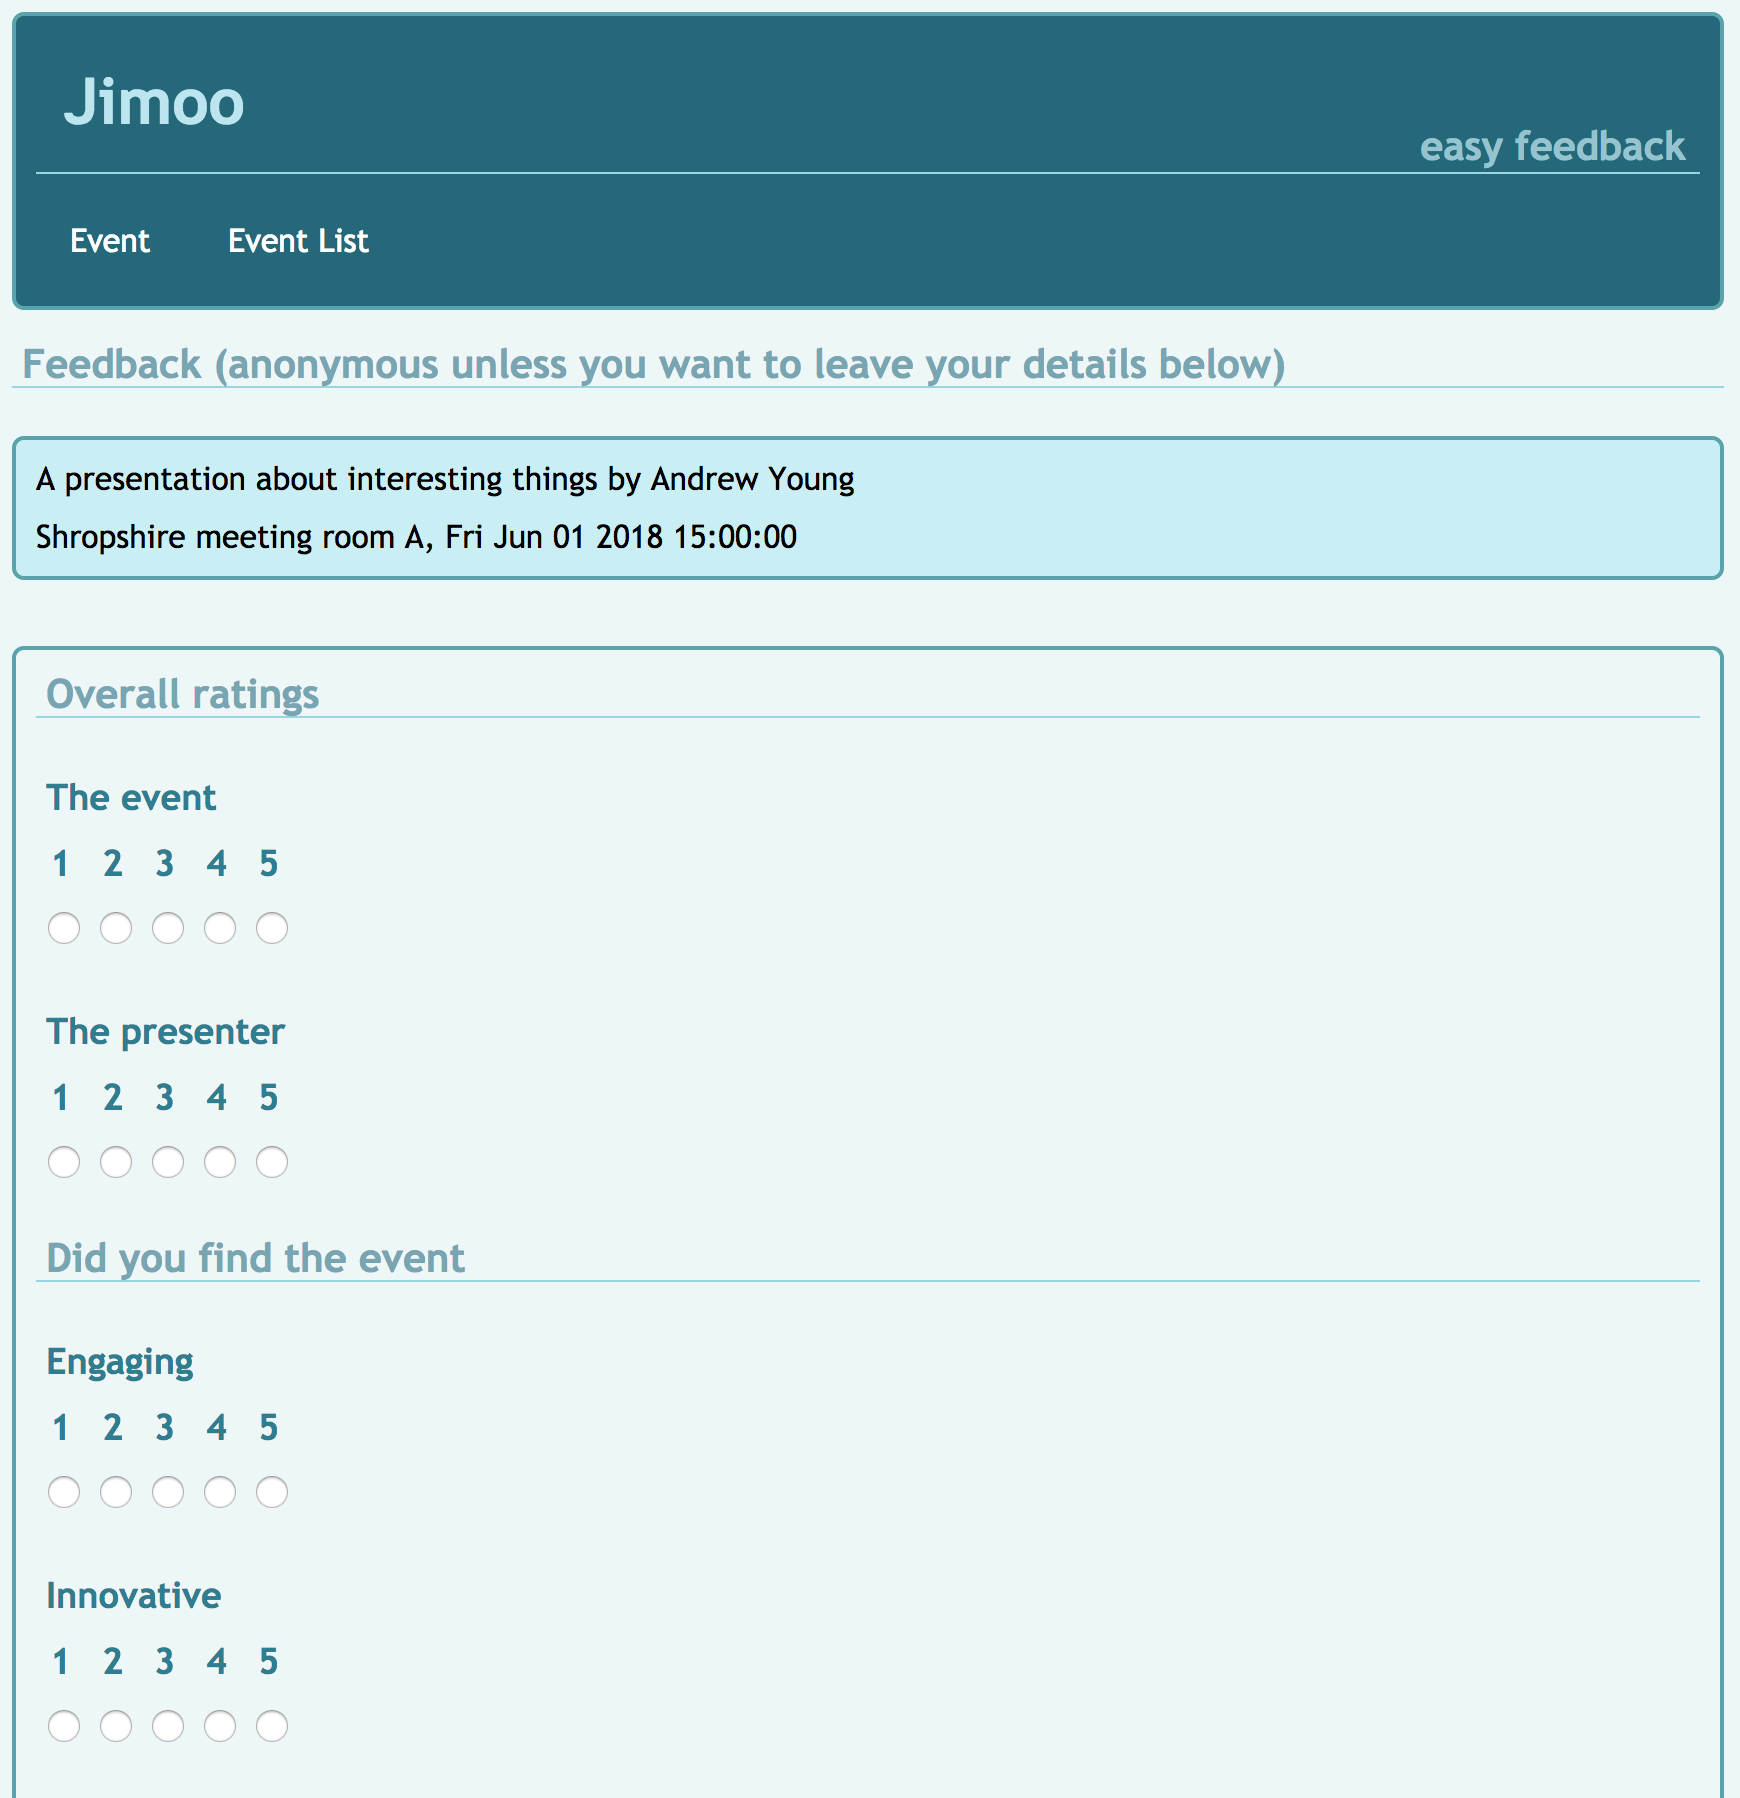 Jimoo
easy feedback
Event Event List
Feedback (anonymous unless you want to leave your details below)
A presentation about interesting things by Andrew Young
Shropshire meeting room A, Fri Jun 01 2018 15:00:00
Overall ratings
The event
1 2 3 4 5
The presenter
1 2 3 4 5
Did you find the event
Engaging
1 2 3 4 5
Innovative
1 2 3 4 5